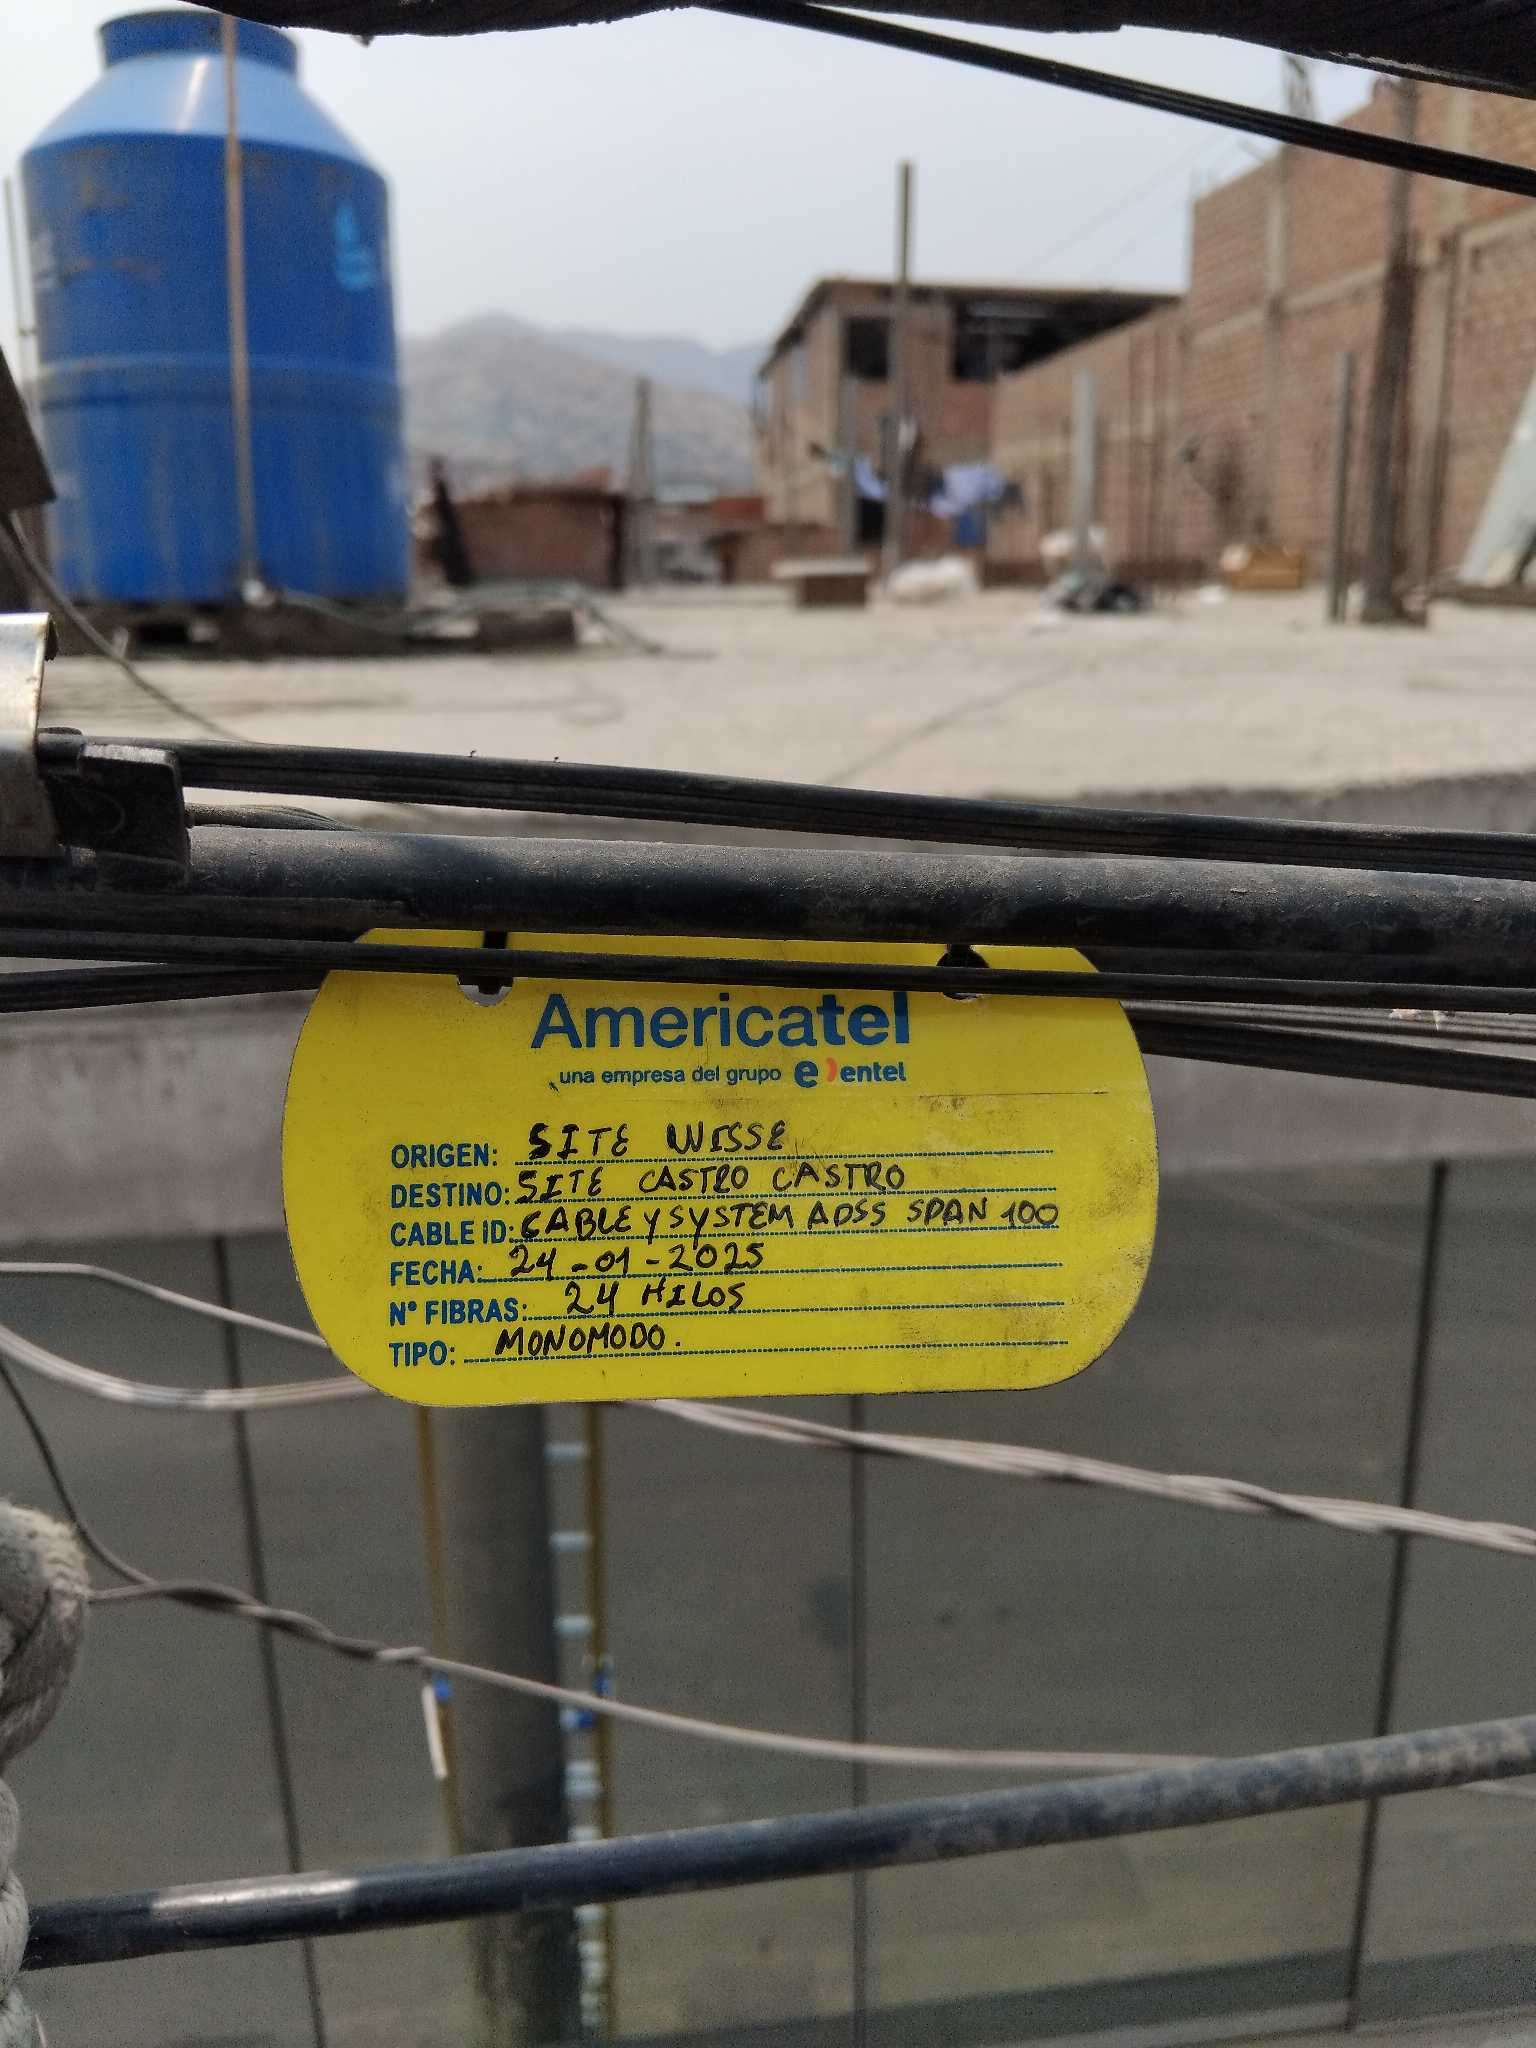 Americatel
una empresa del grupo e) entel
ORIGEN: SITE WISSE
DESTINO: SITE CASTRO CASTRO
CABLE ID: CABLE Y SYSTEM ADSS SPAN 100
FECHA: 24-01-2025
N° FIBRAS: 24 HILOS
TIPO: MONOMODO.